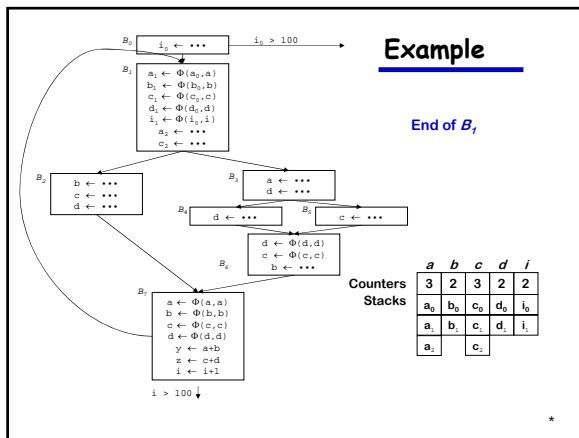 B₀
i₀ ← •••
i₀ > 100
Example
B₁
a₁ ← Φ(a₀,a)
b₁ ← Φ(b₀,b)
c₁ ← Φ(c₀,c)
d₁ ← Φ(d₀,d)
i₁ ← Φ(i₀,i)
a₂ ← •••
c₂ ← •••
End of B₁
B₂
b ← •••
c ← •••
d ← •••
B₃
a ← •••
d ← •••
B₄
d ← •••
B₅
c ← •••
B₆
d ← Φ(d,d)
c ← Φ(c,c)
b ← •••
B₇
a ← Φ(a,a)
b ← Φ(b,b)
c ← Φ(c,c)
d ← Φ(d,d)
y ← a+b
z ← c+d
i ← i+1
i > 100
a b c d i
Counters 3 2 3 2 2
Stacks a₀ b₀ c₀ d₀ i₀
a₁ b₁ c₁ d₁ i₁
a₂ c₂
*